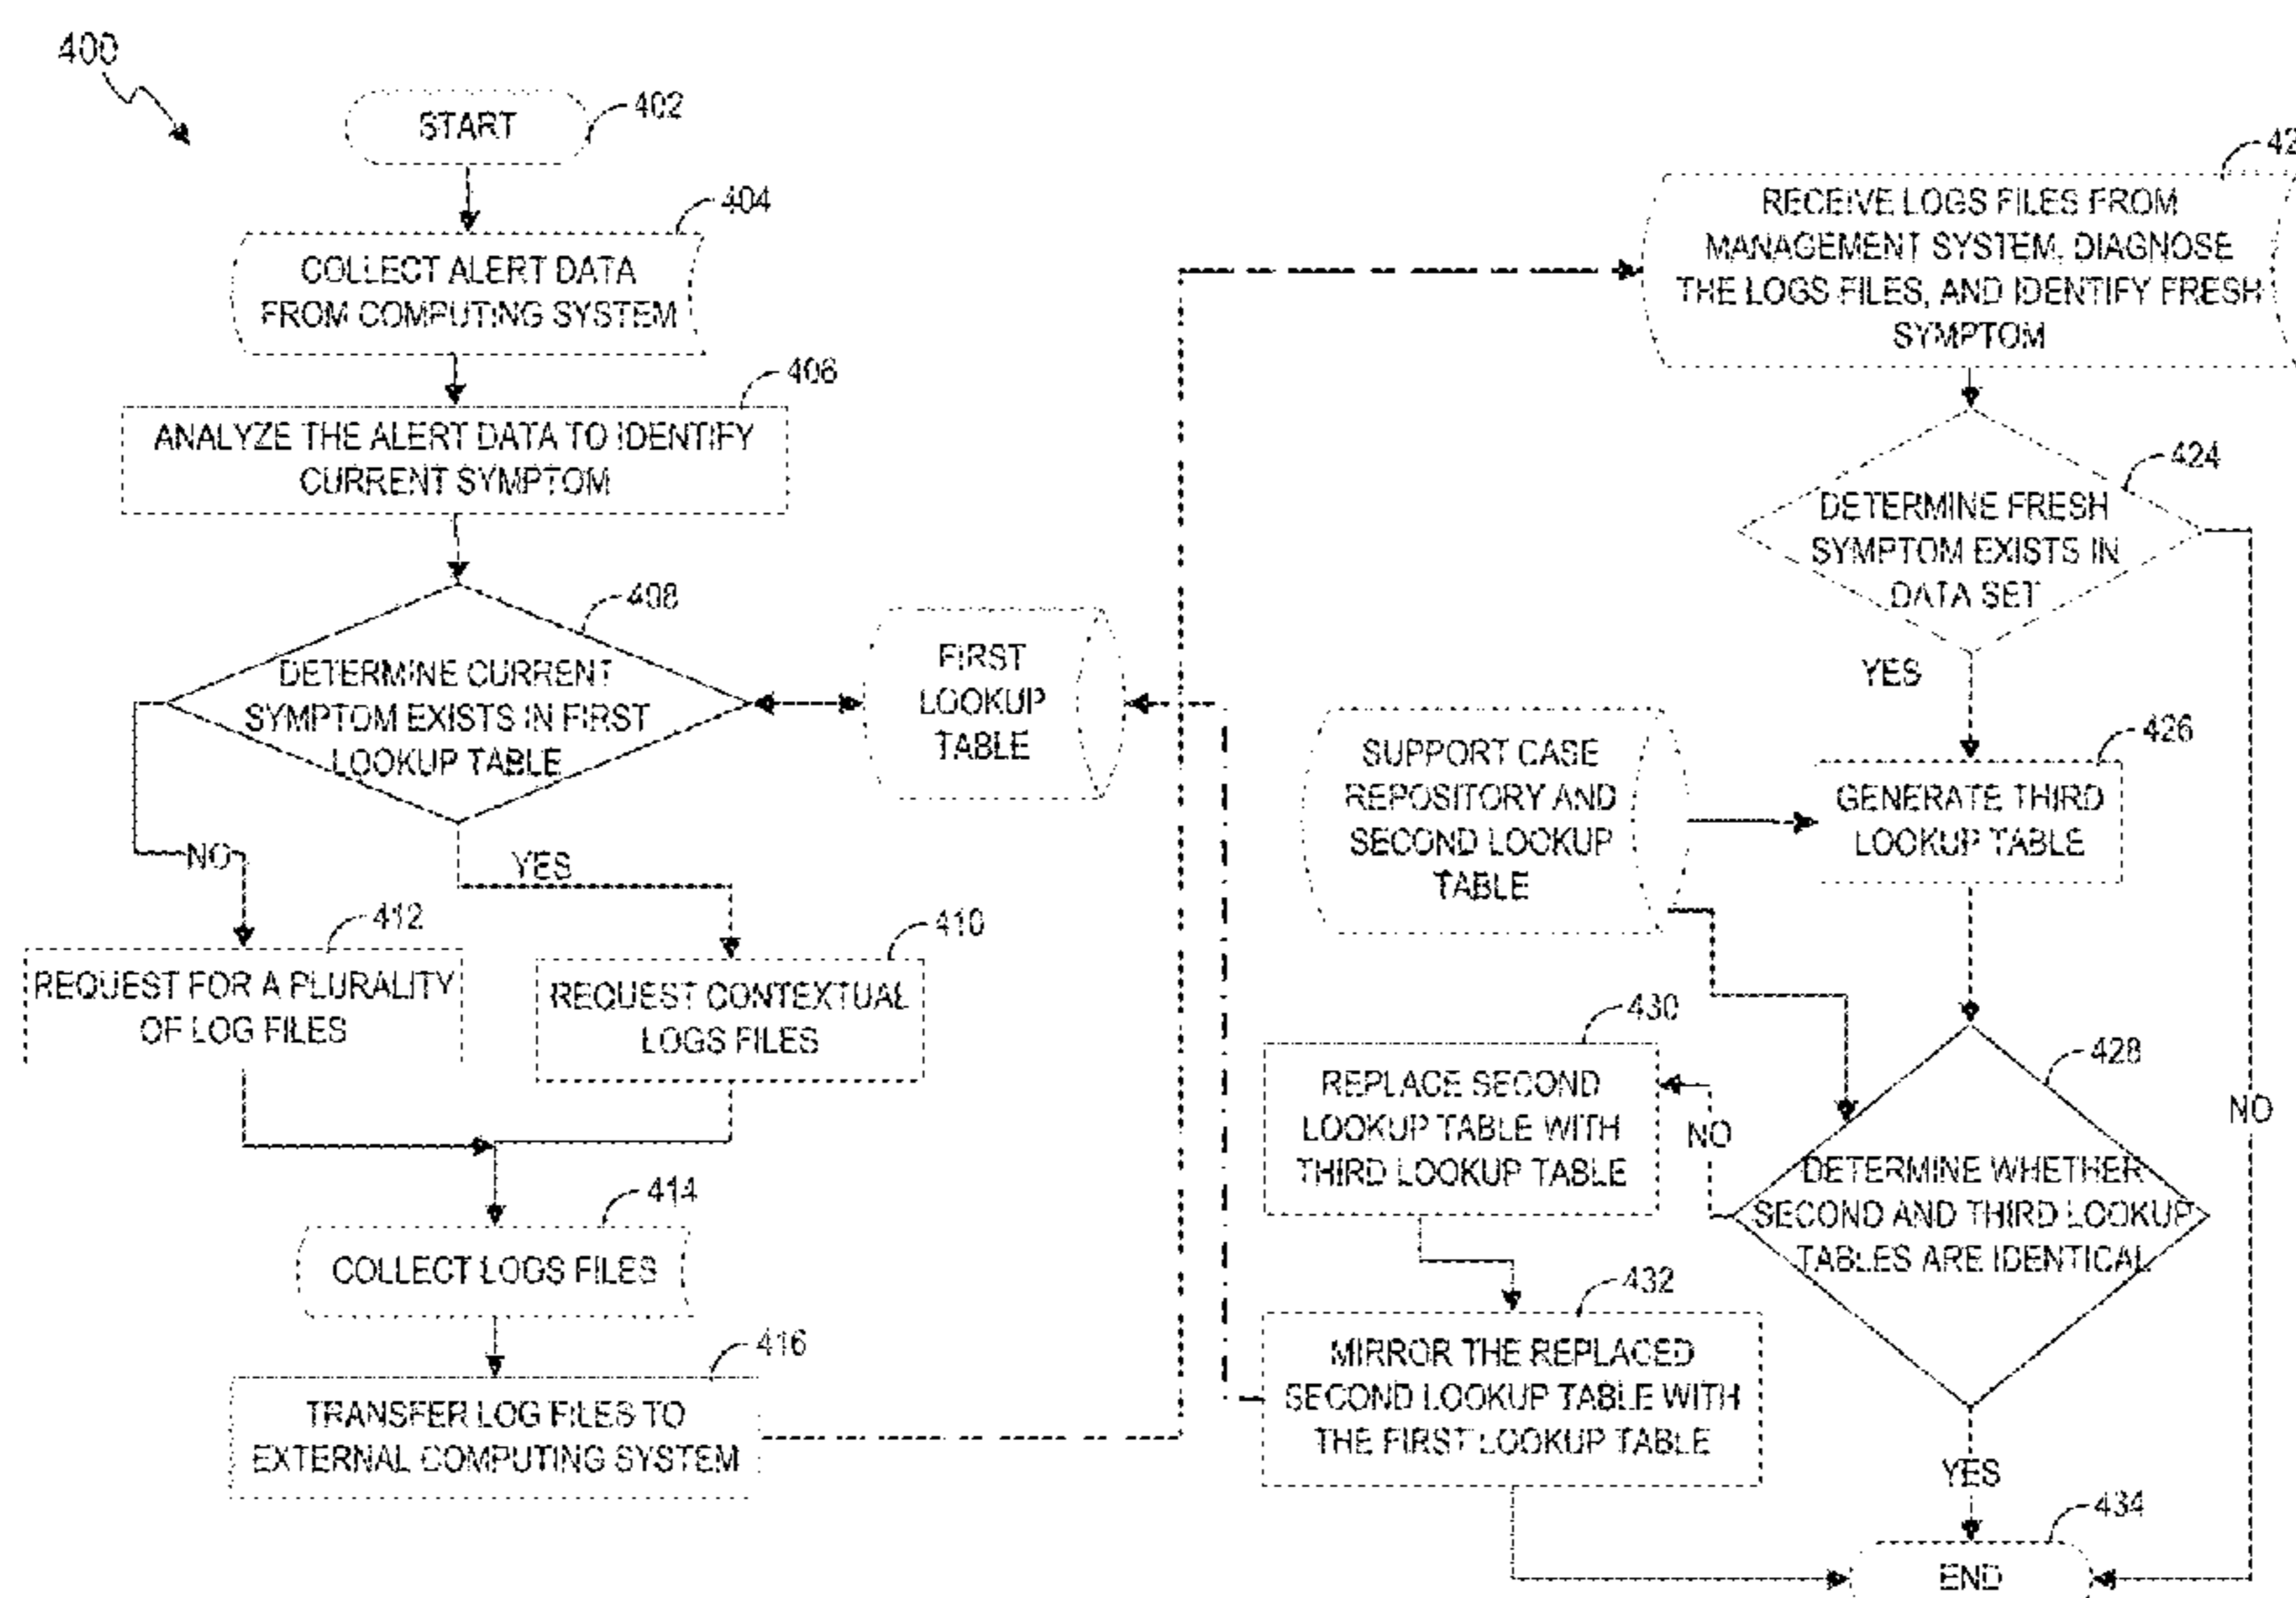 400
START
402
404
COLLECT ALERT DATA
FROM COMPUTING SYSTEM
406
ANALYZE THE ALERT DATA TO IDENTIFY
CURRENT SYMPTOM
408
DETERMINE CURRENT
SYMPTOM EXISTS IN FIRST
LOOKUP TABLE
FIRST
LOOKUP
TABLE
NO
YES
412
REQUEST FOR A PLURALITY
OF LOG FILES
410
REQUEST CONTEXTUAL
LOGS FILES
414
COLLECT LOGS FILES
416
TRANSFER LOG FILES TO
EXTERNAL COMPUTING SYSTEM
RECEIVE LOGS FILES FROM
MANAGEMENT SYSTEM, DIAGNOSE
THE LOGS FILES, AND IDENTIFY FRESH
SYMPTOM
424
DETERMINE FRESH
SYMPTOM EXISTS IN
DATA SET
YES
NO
426
GENERATE THIRD
LOOKUP TABLE
SUPPORT CASE
REPOSITORY AND
SECOND LOOKUP
TABLE
428
DETERMINE WHETHER
SECOND AND THIRD LOOKUP
TABLES ARE IDENTICAL
NO
430
REPLACE SECOND
LOOKUP TABLE WITH
THIRD LOOKUP TABLE
432
MIRROR THE REPLACED
SECOND LOOKUP TABLE WITH
THE FIRST LOOKUP TABLE
YES
434
END